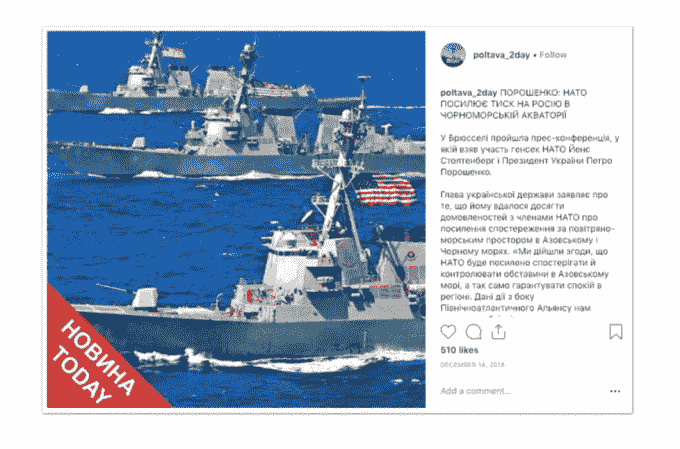 poltava_2day • Follow
poltava_2day ПОРОШЕНКО: НАТО
ПОСИЛЮЄ ТИСК НА РОСІЮ В
ЧОРНОМОРСЬКІЙ АКВАТОРІЇ
У Брюсселі пройшла прес-конференція, у
якій взяв участь генсек НАТО Йенс
Столтенберг і Президент України Петро
Порошенко.
Глава української держави заявляє про
те, що йому вдалося досягти
домовленостей з членами НАТО про
посилення спостереження за повітряно-
морським простором в Азовському і
Чорному морях. «Ми дійшли згоди, що
НАТО буде посилено спостерігати й
контролювати обставини в Азовському
морі, а так само гарантувати спокій в
регіоні. Дані дії з боку
Північноатлантичного Альянсу нам
510 likes
DECEMBER 14, 2018
Add a comment...
НОВИНА
TODAY